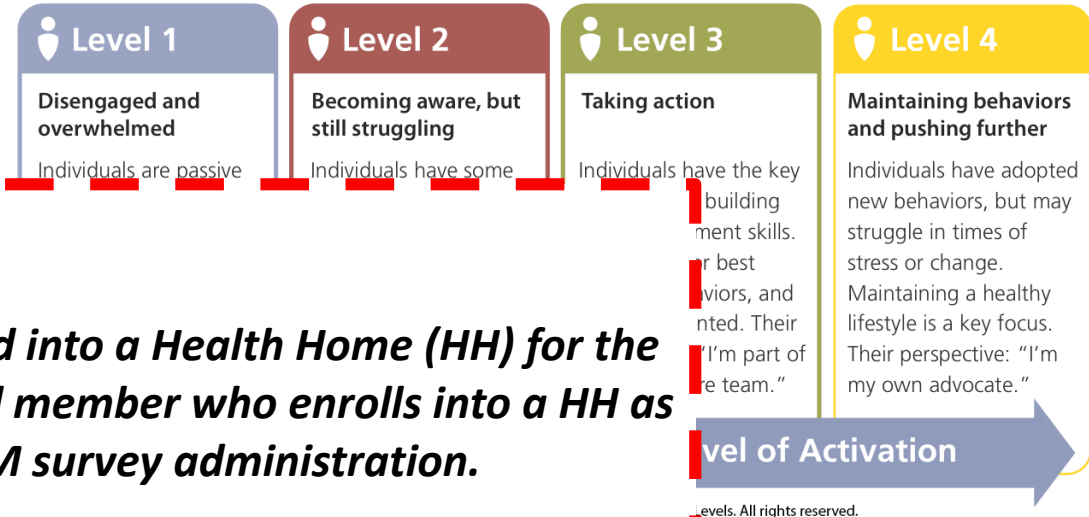 Level 1
Level 2
Level 3
Level 4
Disengaged and
overwhelmed
Individuals are passive
Becoming aware, but
still struggling
Individuals have some
Taking action
Individuals have the key
building
ment skills.
best
viors, and
nted. Their
"I'm part of
re team."
Maintaining behaviors
and pushing further
Individuals have adopted
new behaviors, but may
struggle in times of
stress or change.
Maintaining a healthy
lifestyle is a key focus.
Their perspective: "I'm
my own advocate."
d into a Health Home (HH) for the
member who enrolls into a HH as
M survey administration.
vel of Activation
Levels. All rights reserved.